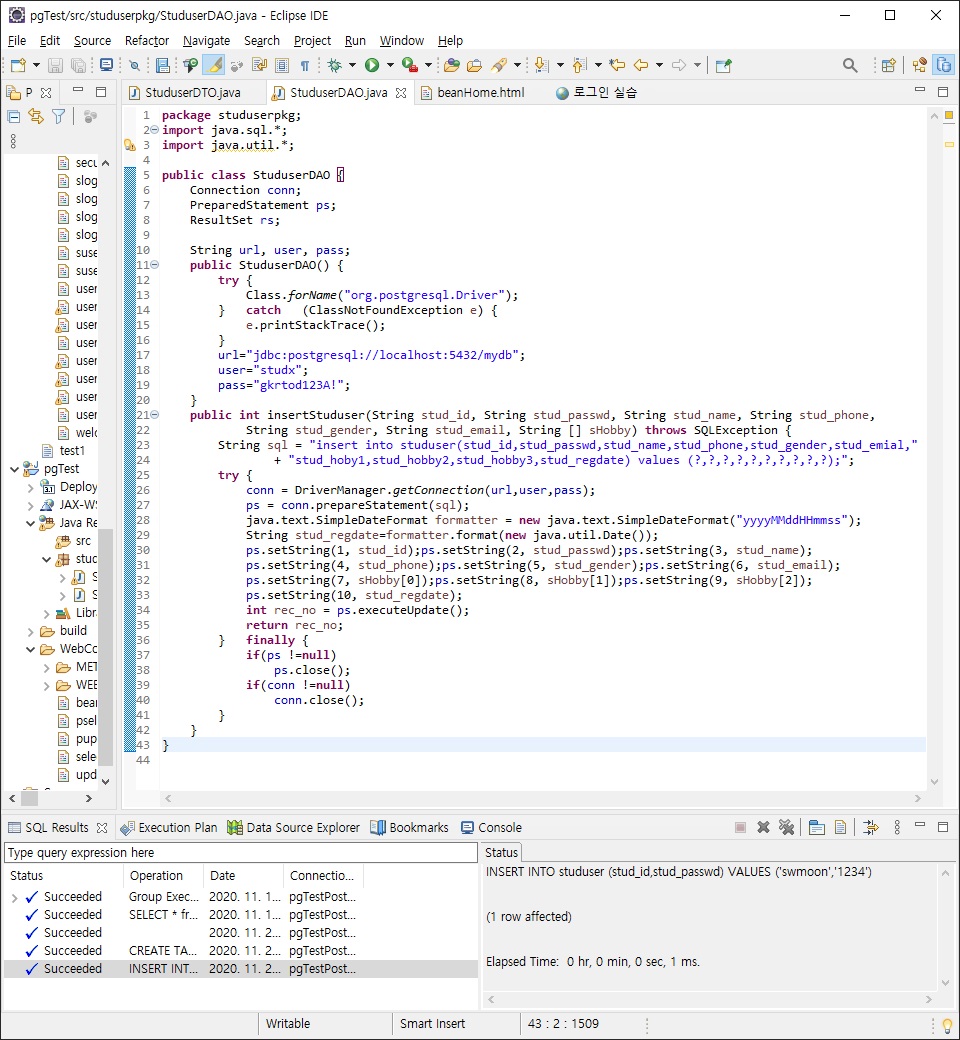 pgTest/src/studuserpkg/StuduserDAO.java - Eclipse IDE
File Edit Source Refactor Navigate Search Project Run Window Help
P
StuduserDTO.java
StuduserDAO.java
beanHome.html
로그인 실습
secu
slog
slog
slog
slog
suse
suse
user
user
user
user
user
user
user
user
welc
test1
pgTest
Deploy
JAX-WS
Java Re
src
stud
S
S
Libr
build
WebCo
MET
WEE
bear
psel
pup
sele
upd
1 package studuserpkg;
2 import java.sql.*;
3 import java.util.*;
4
5 public class StuduserDAO {
6 Connection conn;
7 PreparedStatement ps;
8 ResultSet rs;
9
10 String url, user, pass;
11 public StuduserDAO() {
12 try {
13 Class.forName("org.postgresql.Driver");
14 } catch (ClassNotFoundException e) {
15 e.printStackTrace();
16 }
17 url="jdbc:postgresql://localhost:5432/mydb";
18 user="studx";
19 pass="gkrtod123A!";
20 }
21 public int insertStuduser(String stud_id, String stud_passwd, String stud_name, String stud_phone,
22 String stud_gender, String stud_email, String [] sHobby) throws SQLException {
23 String sql = "insert into studuser(stud_id,stud_passwd,stud_name,stud_phone,stud_gender,stud_emial,"
24 + "stud_hoby1,stud_hobby2,stud_hobby3,stud_regdate) values (?,?,?,?,?,?,?,?,?,?);";
25 try {
26 conn = DriverManager.getConnection(url,user,pass);
27 ps = conn.prepareStatement(sql);
28 java.text.SimpleDateFormat formatter = new java.text.SimpleDateFormat("yyyyMMddHHmmss");
29 String stud_regdate=formatter.format(new java.util.Date());
30 ps.setString(1, stud_id);ps.setString(2, stud_passwd);ps.setString(3, stud_name);
31 ps.setString(4, stud_phone);ps.setString(5, stud_gender);ps.setString(6, stud_email);
32 ps.setString(7, sHobby[0]);ps.setString(8, sHobby[1]);ps.setString(9, sHobby[2]);
33 ps.setString(10, stud_regdate);
34 int rec_no = ps.executeUpdate();
35 return rec_no;
36 } finally {
37 if(ps !=null)
38 ps.close();
39 if(conn !=null)
40 conn.close();
41 }
42 }
43 }
44
SQL Results Execution Plan Data Source Explorer Bookmarks Console
Type query expression here
Status Operation Date Connectio...
Succeeded Group Exec... 2020. 11. 1... pgTestPost...
Succeeded SELECT * fr... 2020. 11. 1... pgTestPost...
Succeeded 2020. 11. 2... pgTestPost...
Succeeded CREATE TA... 2020. 11. 2... pgTestPost...
Succeeded INSERT INT... 2020. 11. 2... pgTestPost...
Status
INSERT INTO studuser (stud_id,stud_passwd) VALUES ('swmoon','1234')
(1 row affected)
Elapsed Time: 0 hr, 0 min, 0 sec, 1 ms.
Writable Smart Insert 43 : 2 : 1509